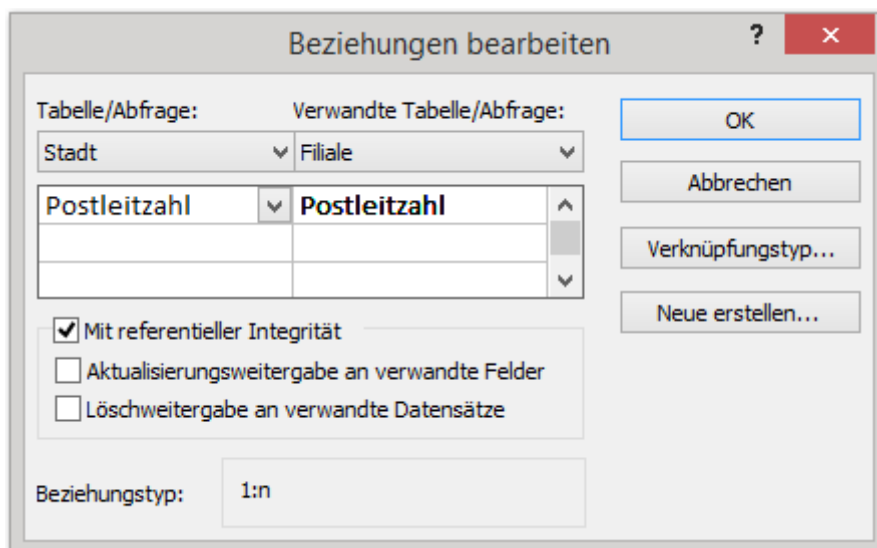 Beziehungen bearbeiten ?
Tabelle/Abfrage: Verwandte Tabelle/Abfrage:
Stadt Filiale
Postleitzahl Postleitzahl
Mit referentieller Integrität
Aktualisierungsweitergabe an verwandte Felder
Löschweitergabe an verwandte Datensätze
Beziehungstyp: 1:n
OK
Abbrechen
Verknüpfungstyp...
Neue erstellen...